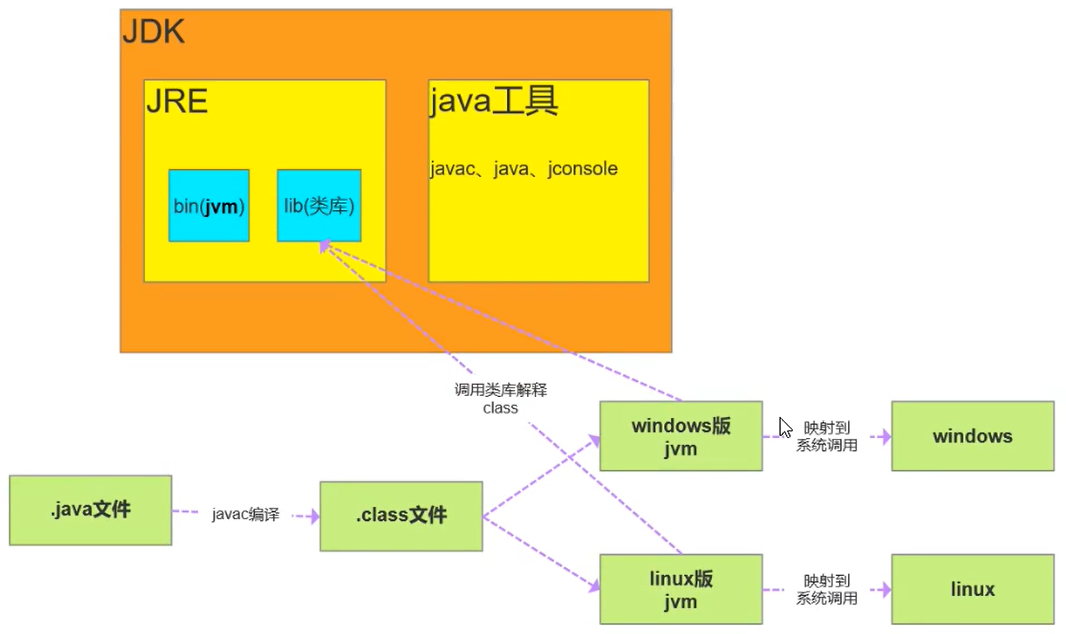 JDK
JRE
java工具
javac、java、jconsole
bin(jvm)
lib(类库)
调用类库解释
class
windows版
jvm
映射到
系统调用
windows
.java文件
javac编译
.class文件
linux版
jvm
映射到
系统调用
linux